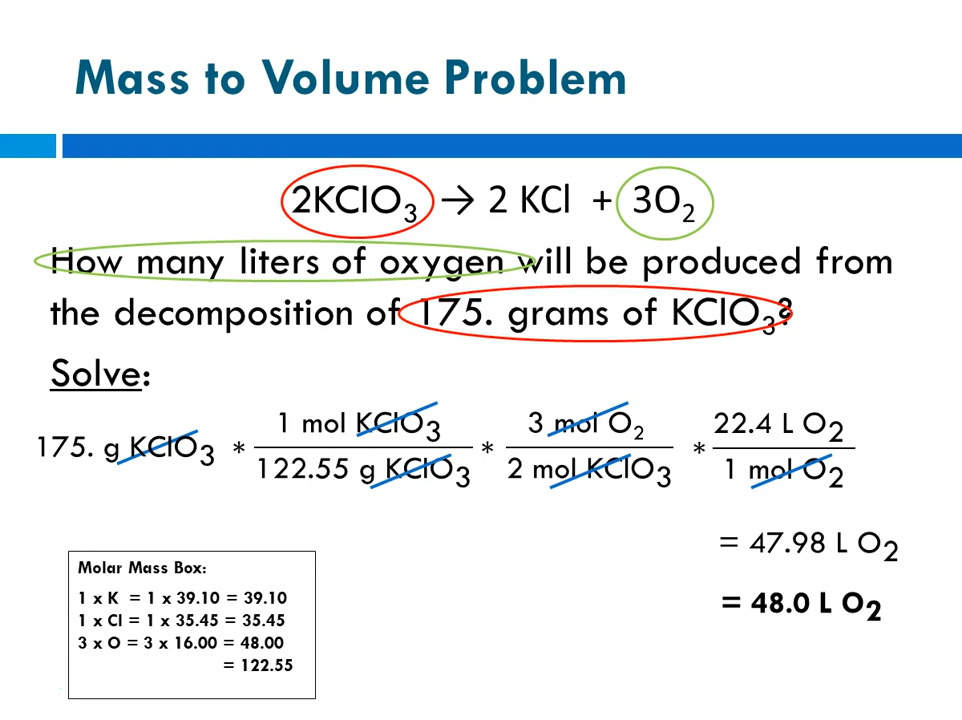 Mass to Volume Problem
2KClO₃ → 2 KCl + 3O₂
How many liters of oxygen will be produced from
the decomposition of 175. grams of KClO₃?
Solve:
175. g KClO₃ * 1 mol KClO₃ / 122.55 g KClO₃ * 3 mol O₂ / 2 mol KClO₃ * 22.4 L O₂ / 1 mol O₂
= 47.98 L O₂
= 48.0 L O₂
Molar Mass Box:
1 x K = 1 x 39.10 = 39.10
1 x Cl = 1 x 35.45 = 35.45
3 x O = 3 x 16.00 = 48.00
= 122.55